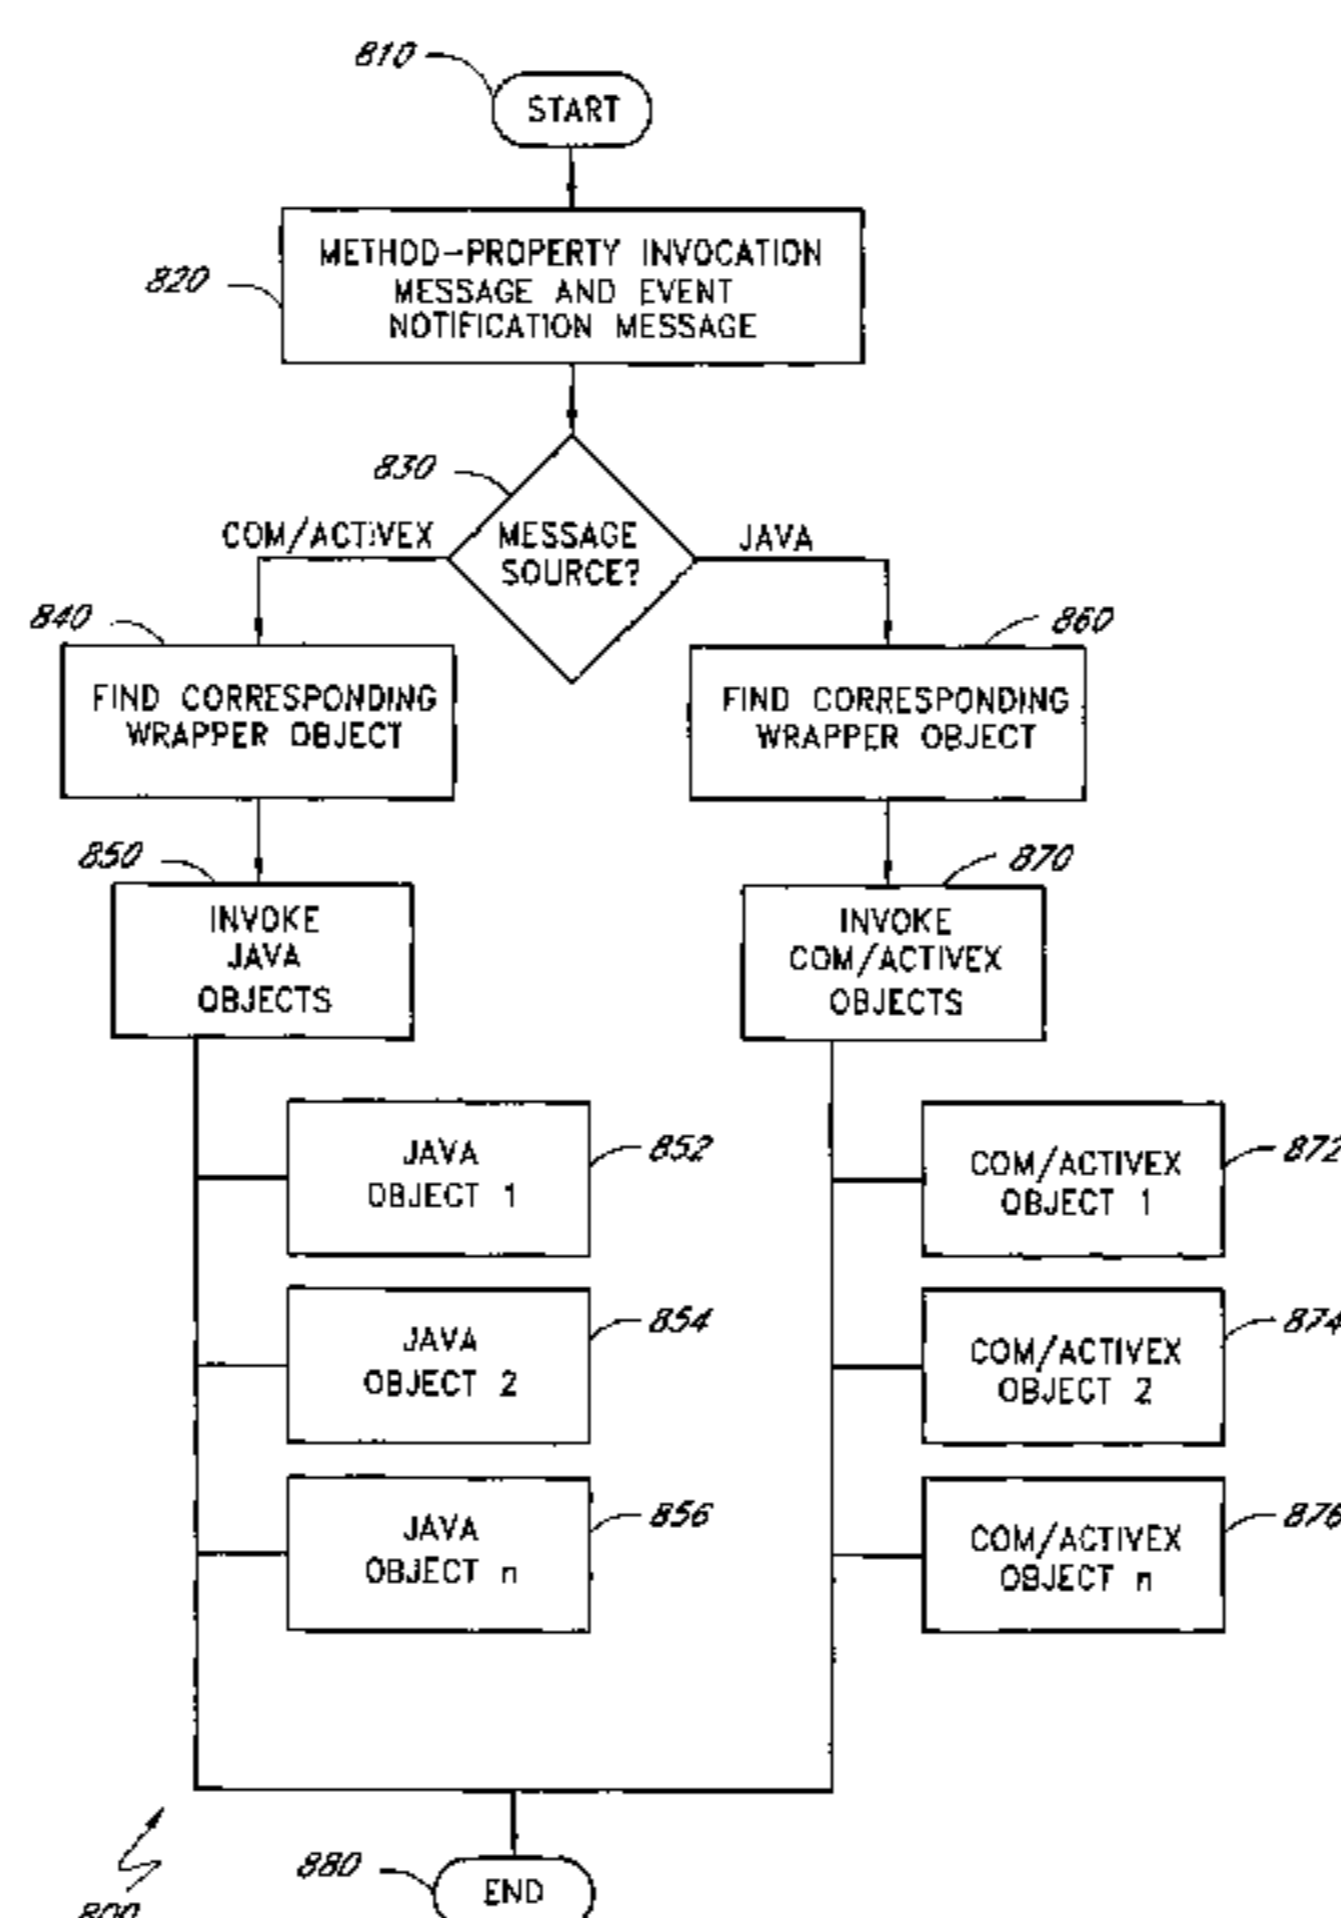 810
START
820
METHOD-PROPERTY INVOCATION
MESSAGE AND EVENT
NOTIFICATION MESSAGE
830
COM/ACTIVEX
MESSAGE
SOURCE?
JAVA
840
860
FIND CORRESPONDING
WRAPPER OBJECT
FIND CORRESPONDING
WRAPPER OBJECT
850
870
INVOKE
JAVA
OBJECTS
INVOKE
COM/ACTIVEX
OBJECTS
JAVA
OBJECT 1
852
COM/ACTIVEX
OBJECT 1
872
JAVA
OBJECT 2
854
COM/ACTIVEX
OBJECT 2
874
JAVA
OBJECT n
856
COM/ACTIVEX
OBJECT n
876
800
880
END